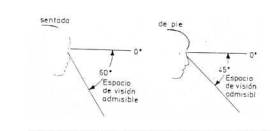 sentado
0°
60°
Espacio
de visión
admisible
de pie
0°
45°
Espacio
de visión
admisibl